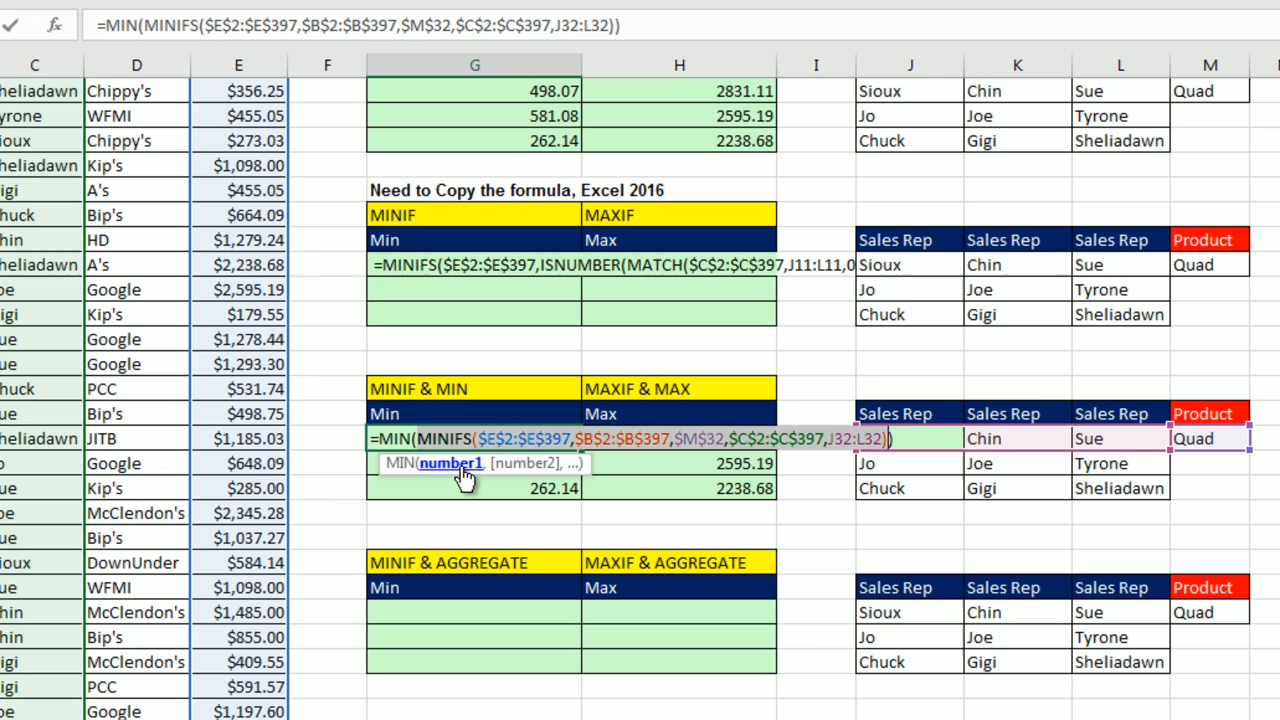 =MIN(MINIFS($E$2:$E$397,$B$2:$B$397,$M$32,$C$2:$C$397,J32:L32))
C D E F G H I J K L M
heliadawn Chippy's $356.25 498.07 2831.11 Sioux Chin Sue Quad
yrone WFMI $455.05 581.08 2595.19 Jo Joe Tyrone
ioux Chippy's $273.03 262.14 2238.68 Chuck Gigi Sheliadawn
heliadawn Kip's $1,098.00
igi A's $455.05 Need to Copy the formula, Excel 2016
huck Bip's $664.09 MINIF MAXIF
hin HD $1,279.24 Min Max Sales Rep Sales Rep Sales Rep Product
heliadawn A's $2,238.68 =MINIFS($E$2:$E$397,ISNUMBER(MATCH($C$2:$C$397,J11:L11,0 Sioux Chin Sue Quad
oe Google $2,595.19 Jo Joe Tyrone
igi Kip's $179.55 Chuck Gigi Sheliadawn
ue Google $1,278.44
ue Google $1,293.30
huck PCC $531.74 MINIF & MIN MAXIF & MAX
ue Bip's $498.75 Min Max Sales Rep Sales Rep Sales Rep Product
heliadawn JITB $1,185.03 =MIN(MINIFS($E$2:$E$397,$B$2:$B$397,$M$32,$C$2:$C$397,J32:L32)) Chin Sue Quad
o Google $648.09 MIN(number1, [number2], ...) 2595.19 Jo Joe Tyrone
ue Kip's $285.00 262.14 2238.68 Chuck Gigi Sheliadawn
oe McClendon's $2,345.28
ue Bip's $1,037.27
ioux DownUnder $584.14 MINIF & AGGREGATE MAXIF & AGGREGATE
ue WFMI $1,098.00 Min Max Sales Rep Sales Rep Sales Rep Product
hin McClendon's $1,485.00 Sioux Chin Sue Quad
hin Bip's $855.00 Jo Joe Tyrone
igi McClendon's $409.55 Chuck Gigi Sheliadawn
igi PCC $591.57
oe Google $1,197.60